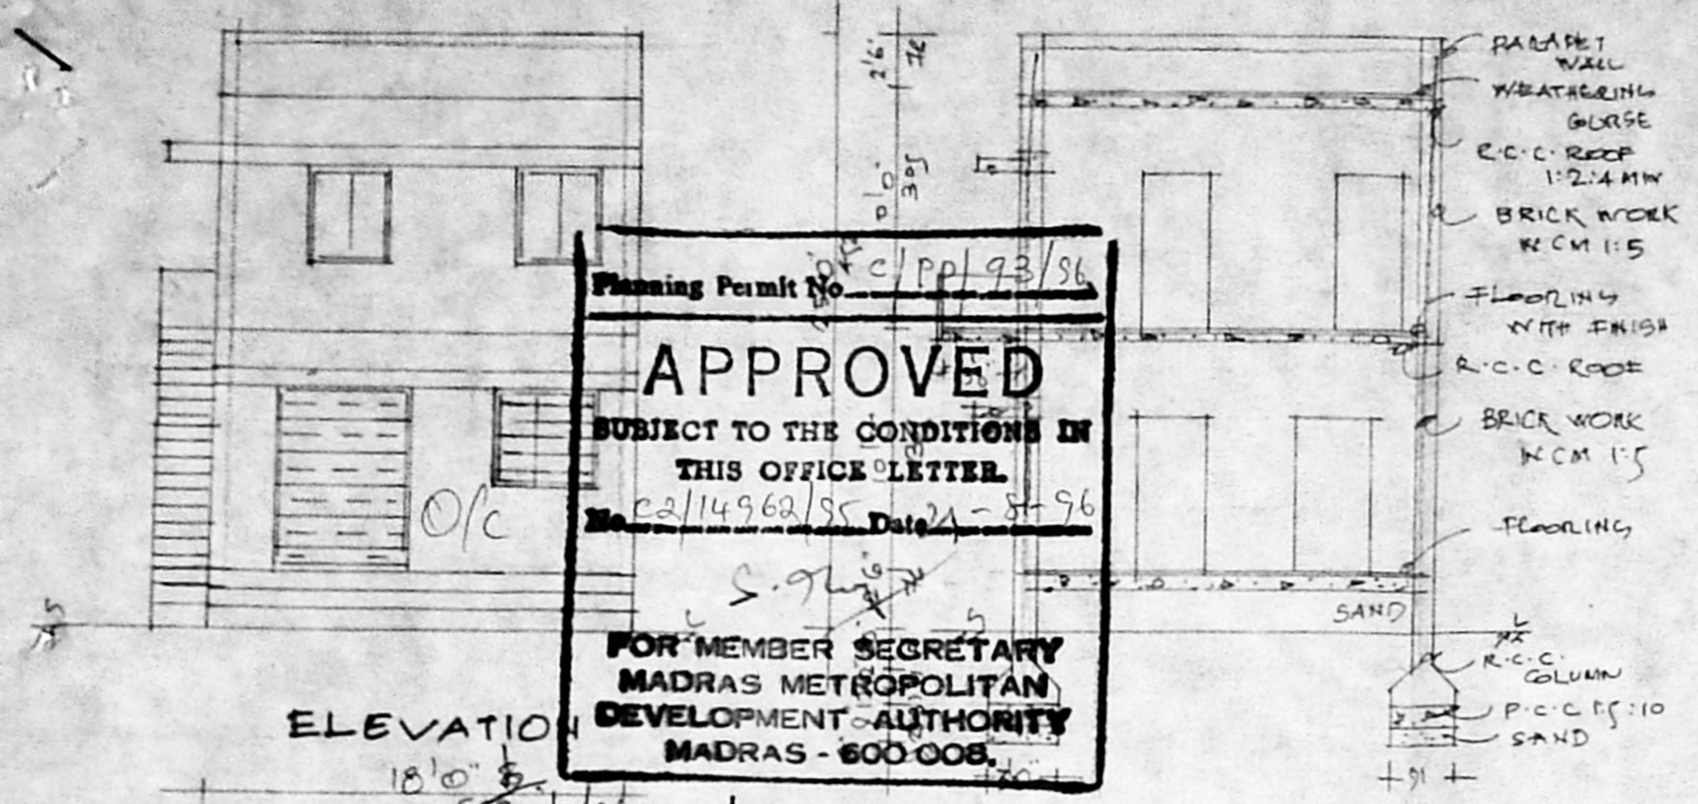 PARAPET
WALL
WEATHERING
COURSE
R.C.C. ROOF
1:2:4 MIX
BRICK WORK
IN CM 1:5
FLOORING
WITH FINISH
R.C.C. ROOF
BRICK WORK
IN CM 1:5
FLOORING
SAND
R.C.C.
COLUMN
P.C.C 1:5:10
SAND
2'6"
O/C
Planning Permit No C/PP/93/96
APPROVED
SUBJECT TO THE CONDITIONS IN
THIS OFFICE LETTER.
No C2/14962/95 Date -8-96
FOR MEMBER SECRETARY
MADRAS METROPOLITAN
DEVELOPMENT AUTHORITY
MADRAS - 600 008.
ELEVATION
18'0"